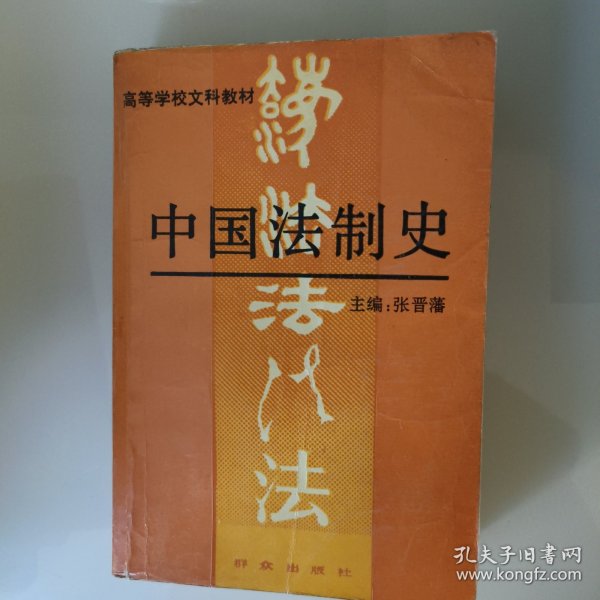 高等学校文科教材
中国法制史
主编：张晋藩
法
法
法
群众出版社
孔夫子旧书网
www.kongfz.com